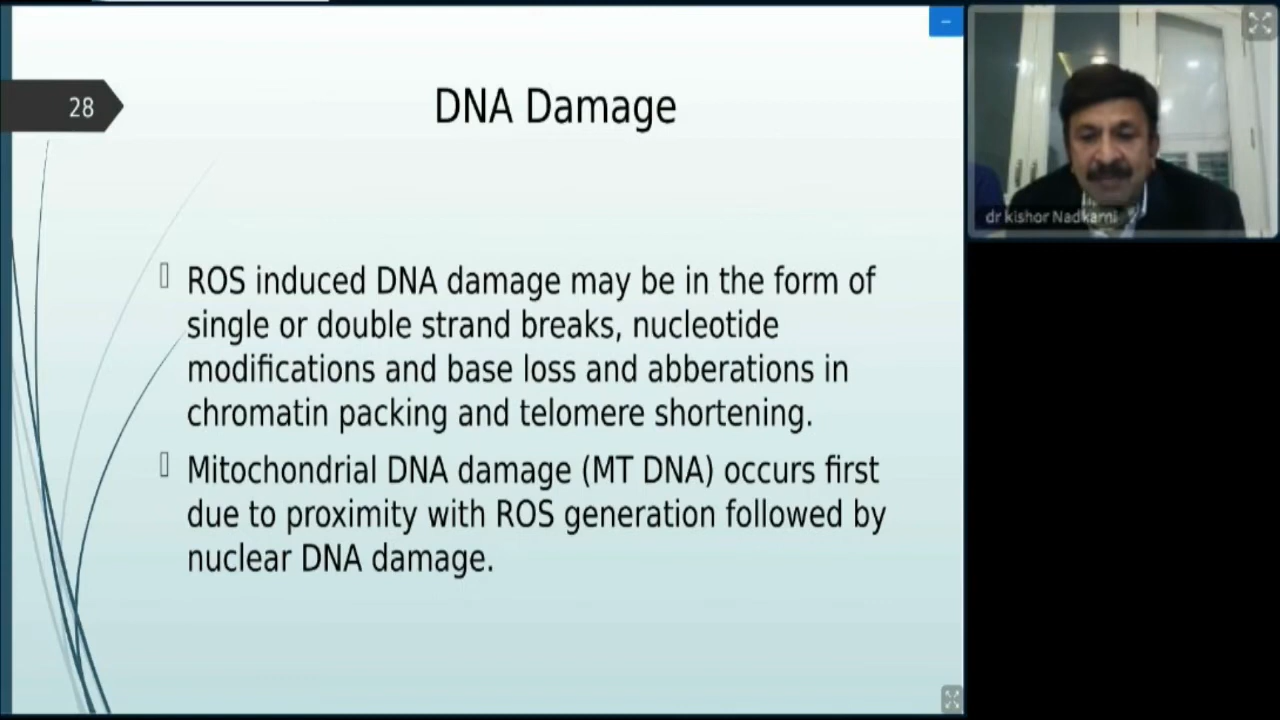 28
DNA Damage
ROS induced DNA damage may be in the form of
single or double strand breaks, nucleotide
modifications and base loss and abberations in
chromatin packing and telomere shortening.
Mitochondrial DNA damage (MT DNA) occurs first
due to proximity with ROS generation followed by
nuclear DNA damage.
dr kishor Nadkarni